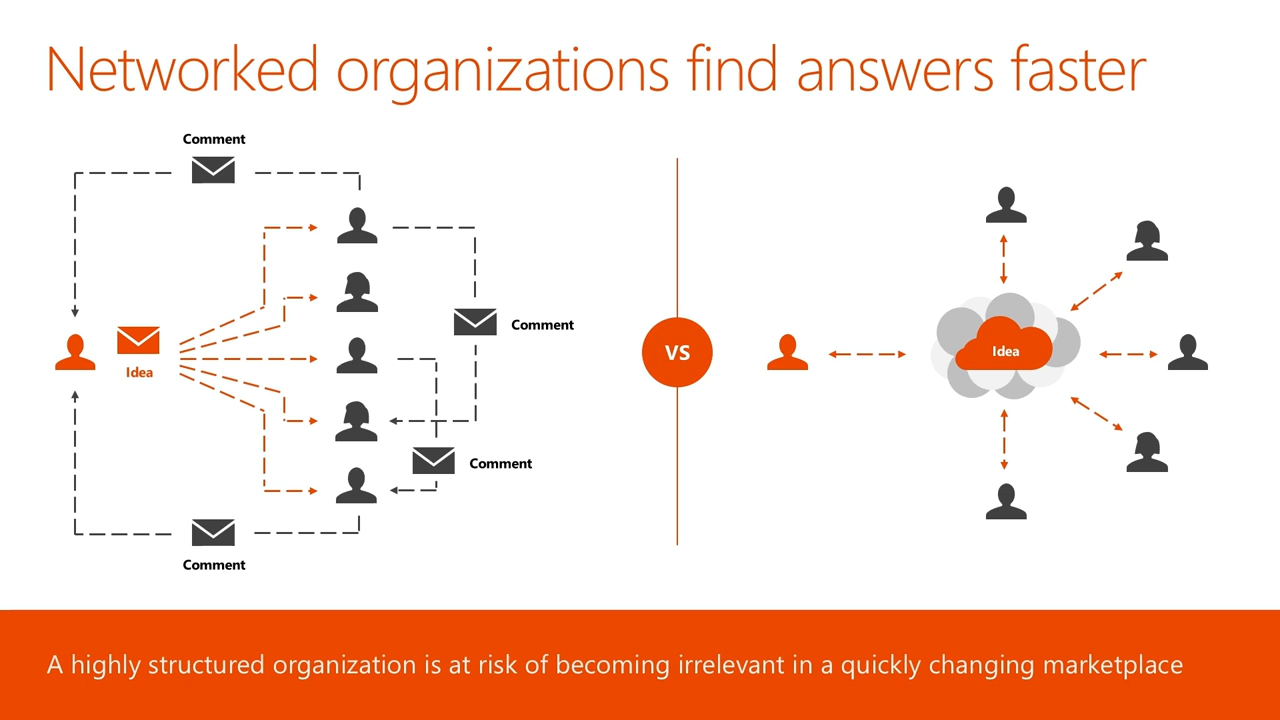 Networked organizations find answers faster
Comment
Comment
Idea
Comment
Comment
VS
Idea
A highly structured organization is at risk of becoming irrelevant in a quickly changing marketplace